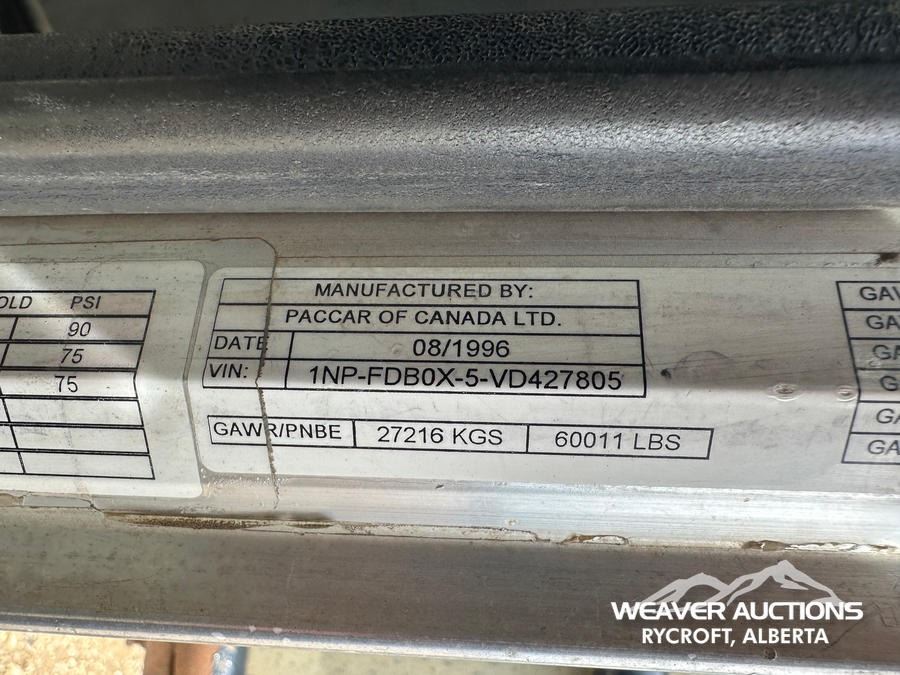 OLD PSI
90
75
75
MANUFACTURED BY:
PACCAR OF CANADA LTD.
DATE 08/1996
VIN: 1NP-FDB0X-5-VD427805
GAWR/PNBE 27216 KGS 60011 LBS
GAW
GA
GA
G
GA
GA
WEAVER AUCTIONS
RYCROFT, ALBERTA